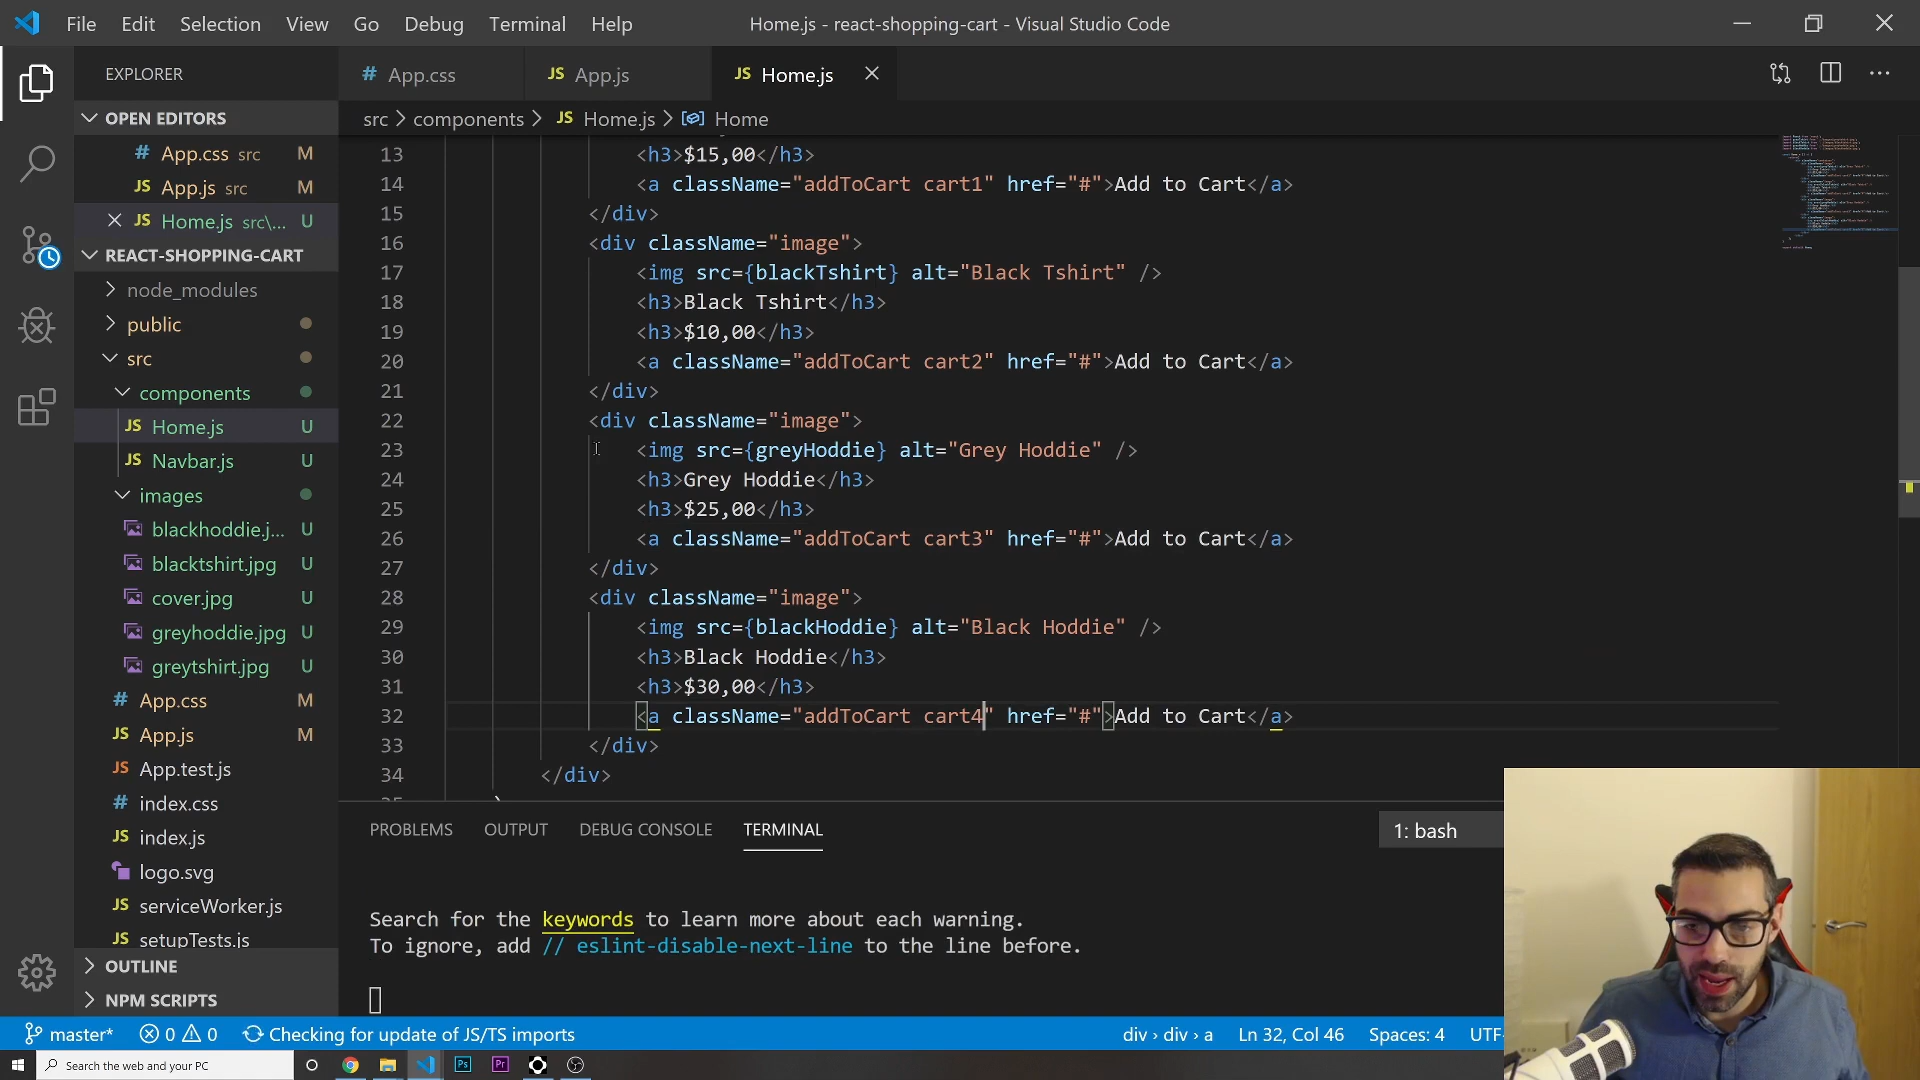 File Edit Selection View Go Debug Terminal Help
Home.js - react-shopping-cart - Visual Studio Code
EXPLORER
OPEN EDITORS
# App.css src M
JS App.js src M
JS Home.js src\... U
REACT-SHOPPING-CART
node_modules
public
src
components
JS Home.js U
JS Navbar.js U
images
blackhoddie.j... U
blacktshirt.jpg U
cover.jpg U
greyhoddie.jpg U
greytshirt.jpg U
# App.css M
JS App.js M
JS App.test.js
# index.css
JS index.js
logo.svg
JS serviceWorker.js
JS setupTests.js
OUTLINE
NPM SCRIPTS
# App.css JS App.js JS Home.js
src > components > JS Home.js > Home
13 <h3>$15,00</h3>
14 <a className="addToCart cart1" href="#">Add to Cart</a>
15 </div>
16 <div className="image">
17 <img src={blackTshirt} alt="Black Tshirt" />
18 <h3>Black Tshirt</h3>
19 <h3>$10,00</h3>
20 <a className="addToCart cart2" href="#">Add to Cart</a>
21 </div>
22 <div className="image">
23 <img src={greyHoddie} alt="Grey Hoddie" />
24 <h3>Grey Hoddie</h3>
25 <h3>$25,00</h3>
26 <a className="addToCart cart3" href="#">Add to Cart</a>
27 </div>
28 <div className="image">
29 <img src={blackHoddie} alt="Black Hoddie" />
30 <h3>Black Hoddie</h3>
31 <h3>$30,00</h3>
32 <a className="addToCart cart4" href="#">Add to Cart</a>
33 </div>
34 </div>
PROBLEMS OUTPUT DEBUG CONSOLE TERMINAL
1: bash
Search for the keywords to learn more about each warning.
To ignore, add // eslint-disable-next-line to the line before.
master* 0 0 Checking for update of JS/TS imports
div › div › a Ln 32, Col 46 Spaces: 4 UTF-
Search the web and your PC
Ps Pr